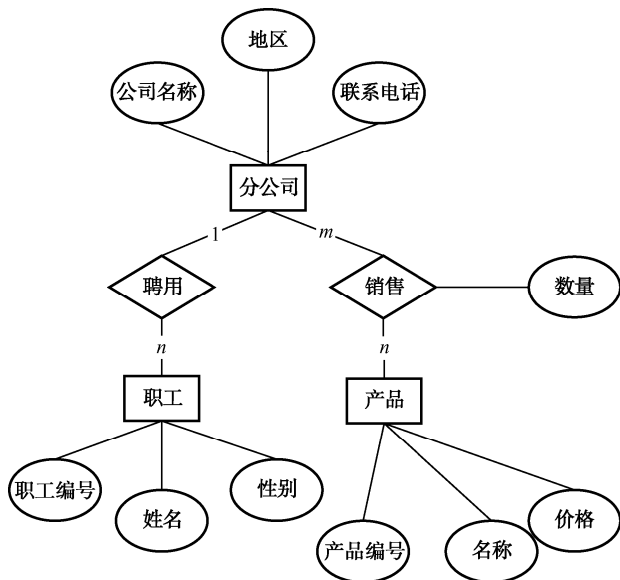 地区
公司名称
联系电话
分公司
1
m
聘用
销售
数量
n
n
职工
产品
职工编号
姓名
性别
产品编号
名称
价格